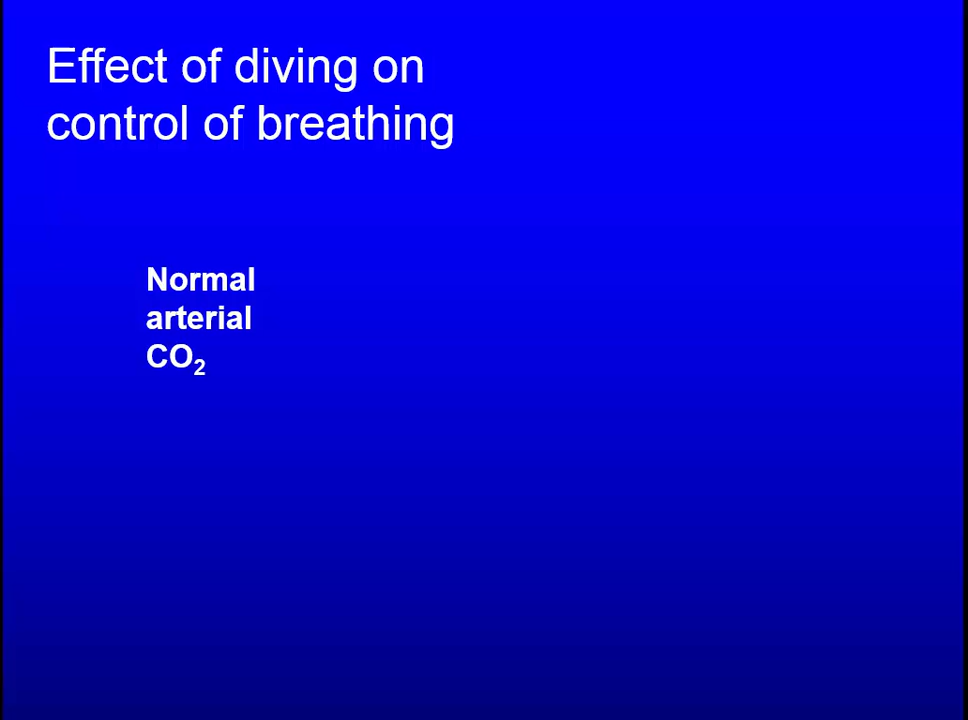 Effect of diving on
control of breathing
Normal
arterial
CO₂